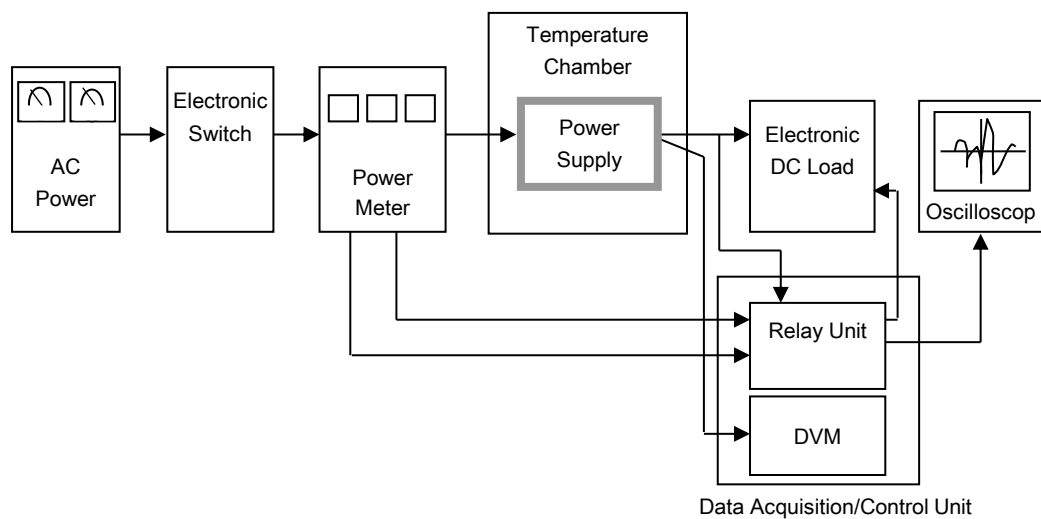 Temperature
Chamber
AC
Power
Electronic
Switch
Power
Meter
Power
Supply
Electronic
DC Load
Oscilloscop
Relay Unit
DVM
Data Acquisition/Control Unit